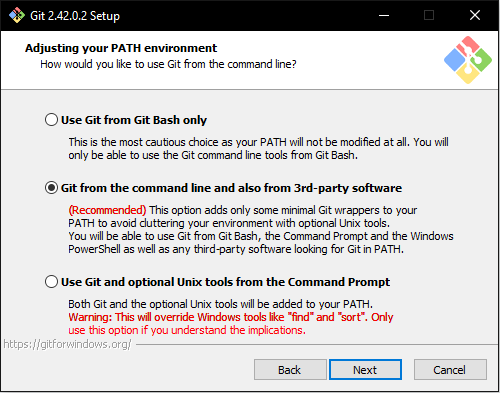 Git 2.42.0.2 Setup
Adjusting your PATH environment
How would you like to use Git from the command line?
Use Git from Git Bash only
This is the most cautious choice as your PATH will not be modified at all. You will
only be able to use the Git command line tools from Git Bash.
Git from the command line and also from 3rd-party software
(Recommended) This option adds only some minimal Git wrappers to your
PATH to avoid cluttering your environment with optional Unix tools.
You will be able to use Git from Git Bash, the Command Prompt and the Windows
PowerShell as well as any third-party software looking for Git in PATH.
Use Git and optional Unix tools from the Command Prompt
Both Git and the optional Unix tools will be added to your PATH.
Warning: This will override Windows tools like "find" and "sort". Only
use this option if you understand the implications.
https://gitforwindows.org/
Back
Next
Cancel